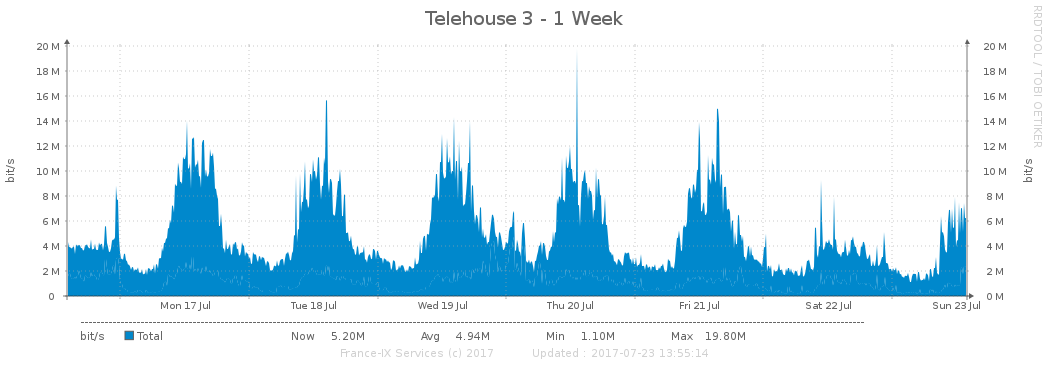 Telehouse 3 - 1 Week
RRDTOOL / TOBI OETIKER
bit/s
bit/s
20 M 20 M
18 M 18 M
16 M 16 M
14 M 14 M
12 M 12 M
10 M 10 M
8 M 8 M
6 M 6 M
4 M 4 M
2 M 2 M
0 0 M
Mon 17 Jul Tue 18 Jul Wed 19 Jul Thu 20 Jul Fri 21 Jul Sat 22 Jul Sun 23 Jul
bit/s Total Now 5.20M Avg 4.94M Min 1.10M Max 19.80M
France-IX Services (c) 2017 Updated : 2017-07-23 13:55:14